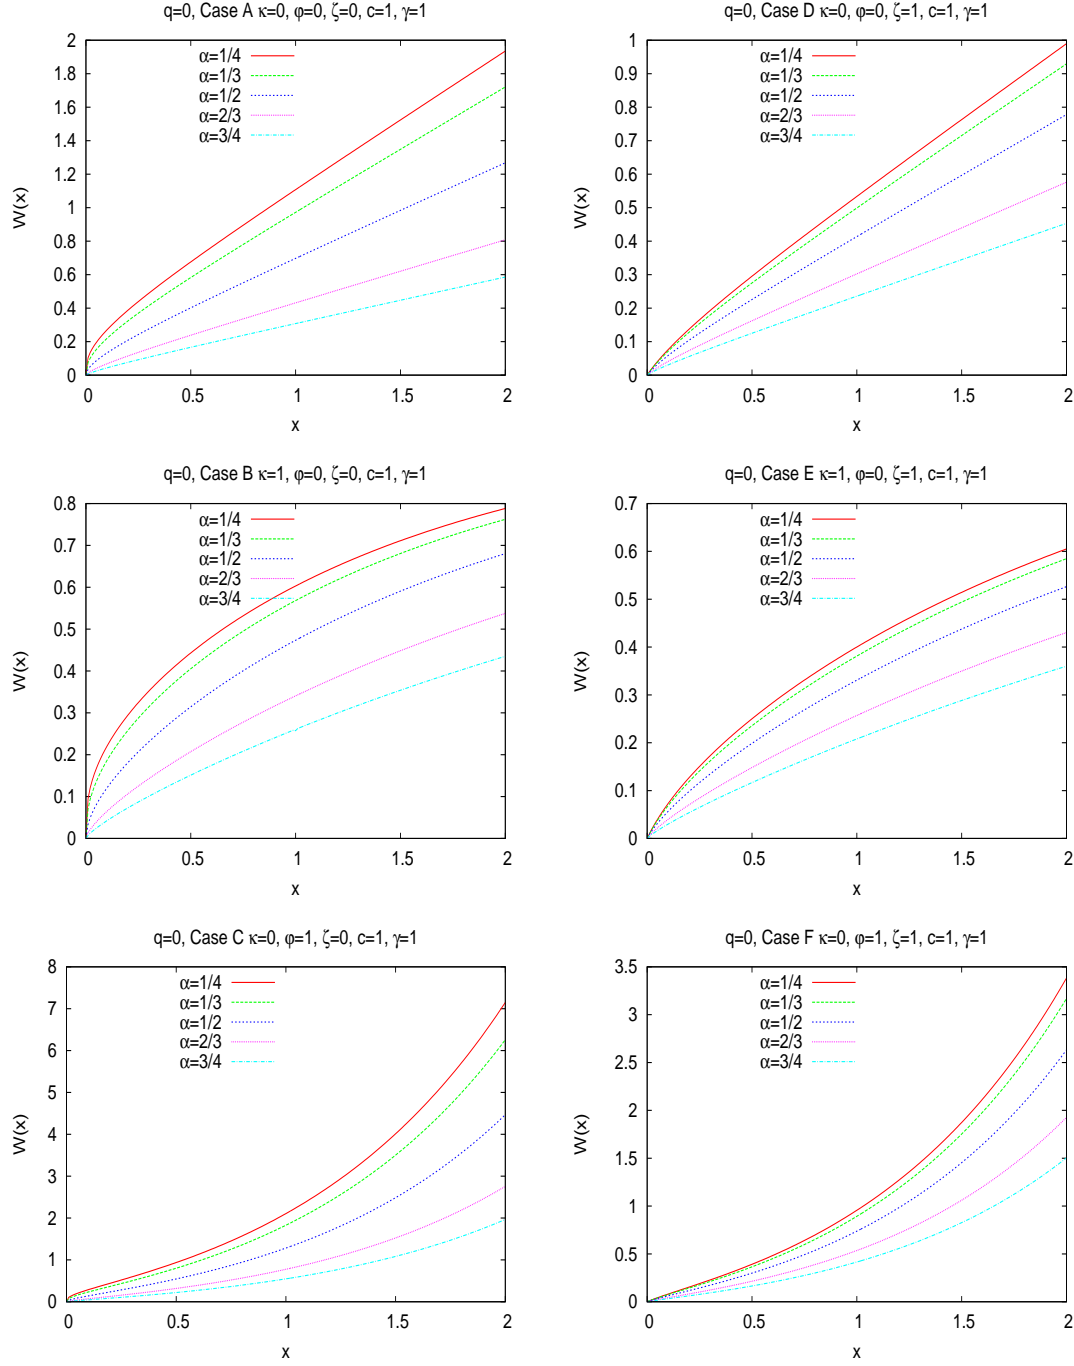 q=0, Case A κ=0, φ=0, ζ=0, c=1, γ=1
W(x)
2
1.8
1.6
1.4
1.2
1
0.8
0.6
0.4
0.2
0
α=1/4
α=1/3
α=1/2
α=2/3
α=3/4
0 0.5 1 1.5 2
x
q=0, Case D κ=0, φ=0, ζ=1, c=1, γ=1
W(x)
1
0.9
0.8
0.7
0.6
0.5
0.4
0.3
0.2
0.1
0
α=1/4
α=1/3
α=1/2
α=2/3
α=3/4
0 0.5 1 1.5 2
x
q=0, Case B κ=1, φ=0, ζ=0, c=1, γ=1
W(x)
0.8
0.7
0.6
0.5
0.4
0.3
0.2
0.1
0
α=1/4
α=1/3
α=1/2
α=2/3
α=3/4
0 0.5 1 1.5 2
x
q=0, Case E κ=1, φ=0, ζ=1, c=1, γ=1
W(x)
0.7
0.6
0.5
0.4
0.3
0.2
0.1
0
α=1/4
α=1/3
α=1/2
α=2/3
α=3/4
0 0.5 1 1.5 2
x
q=0, Case C κ=0, φ=1, ζ=0, c=1, γ=1
W(x)
8
7
6
5
4
3
2
1
0
α=1/4
α=1/3
α=1/2
α=2/3
α=3/4
0 0.5 1 1.5 2
x
q=0, Case F κ=0, φ=1, ζ=1, c=1, γ=1
W(x)
3.5
3
2.5
2
1.5
1
0.5
0
α=1/4
α=1/3
α=1/2
α=2/3
α=3/4
0 0.5 1 1.5 2
x